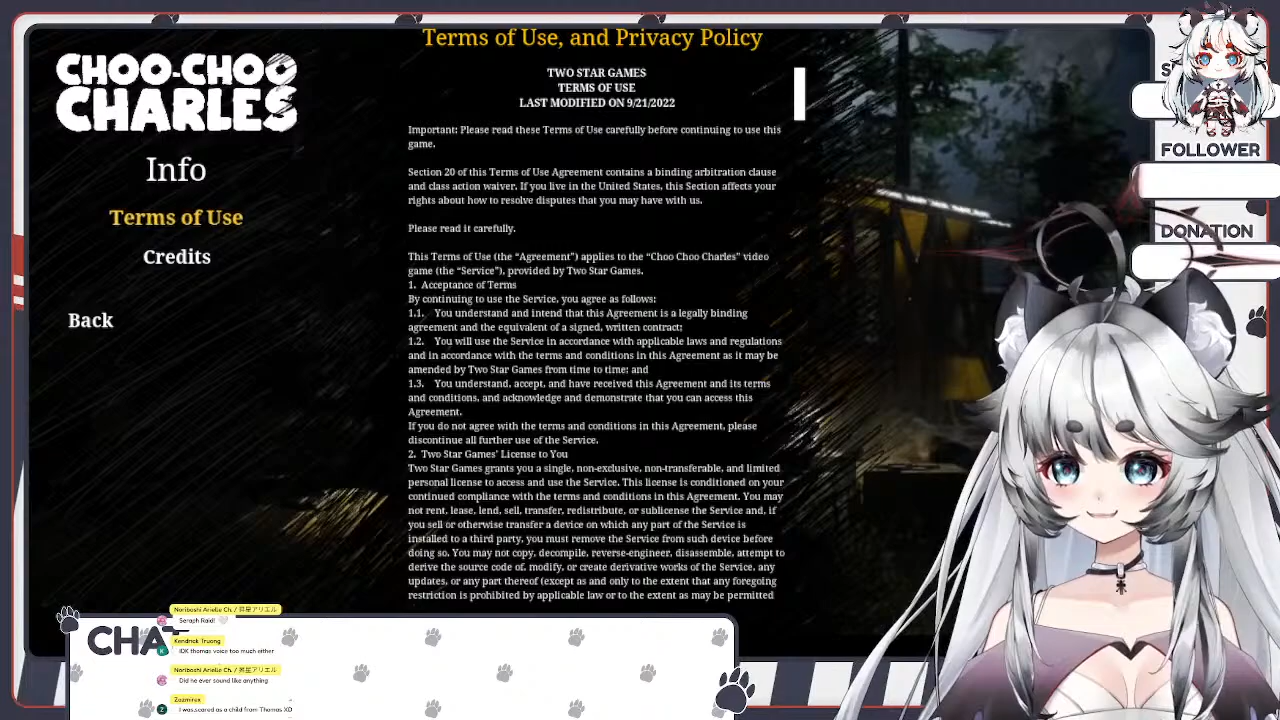 Terms of Use, and Privacy Policy
CHOO-CHOO
CHARLES
Info
Terms of Use
Credits
Back
TWO STAR GAMES
TERMS OF USE
LAST MODIFIED ON 9/21/2022
Important: Please read these Terms of Use carefully before continuing to use this
game.
Section 20 of this Terms of Use Agreement contains a binding arbitration clause
and class action waiver. If you live in the United States, this Section affects your
rights about how to resolve disputes that you may have with us.
Please read it carefully.
This Terms of Use (the “Agreement”) applies to the “Choo Choo Charles” video
game (the “Service”), provided by Two Star Games.
1. Acceptance of Terms
By continuing to use the Service, you agree as follows:
1.1. You understand and intend that this Agreement is a legally binding
agreement and the equivalent of a signed, written contract;
1.2. You will use the Service in accordance with applicable laws and regulations
and in accordance with the terms and conditions in this Agreement as it may be
amended by Two Star Games from time to time; and
1.3. You understand, accept, and have received this Agreement and its terms
and conditions, and acknowledge and demonstrate that you can access this
Agreement.
If you do not agree with the terms and conditions in this Agreement, please
discontinue all further use of the Service.
2. Two Star Games' License to You
Two Star Games grants you a single, non-exclusive, non-transferable, and limited
personal license to access and use the Service. This license is conditioned on your
continued compliance with the terms and conditions in this Agreement. You may
not rent, lease, lend, sell, transfer, redistribute, or sublicense the Service and, if
you sell or otherwise transfer a device on which any part of the Service is
installed to a third party, you must remove the Service from such device before
doing so. You may not copy, decompile, reverse-engineer, disassemble, attempt to
derive the source code of, modify, or create derivative works of the Service, any
updates, or any part thereof (except as and only to the extent that any foregoing
restriction is prohibited by applicable law or to the extent as may be permitted
FOLLOWER
DONATION
CHAT
Noriboshi Arielle Ch. /
アリエル
Seraph Raid!
Kendrick Truong
IDK thomas voice too much either
Noriboshi Arielle Ch. /
アリエル
Did he ever sound like anything
Zazmirex
I was scared as a child from Thomas XD